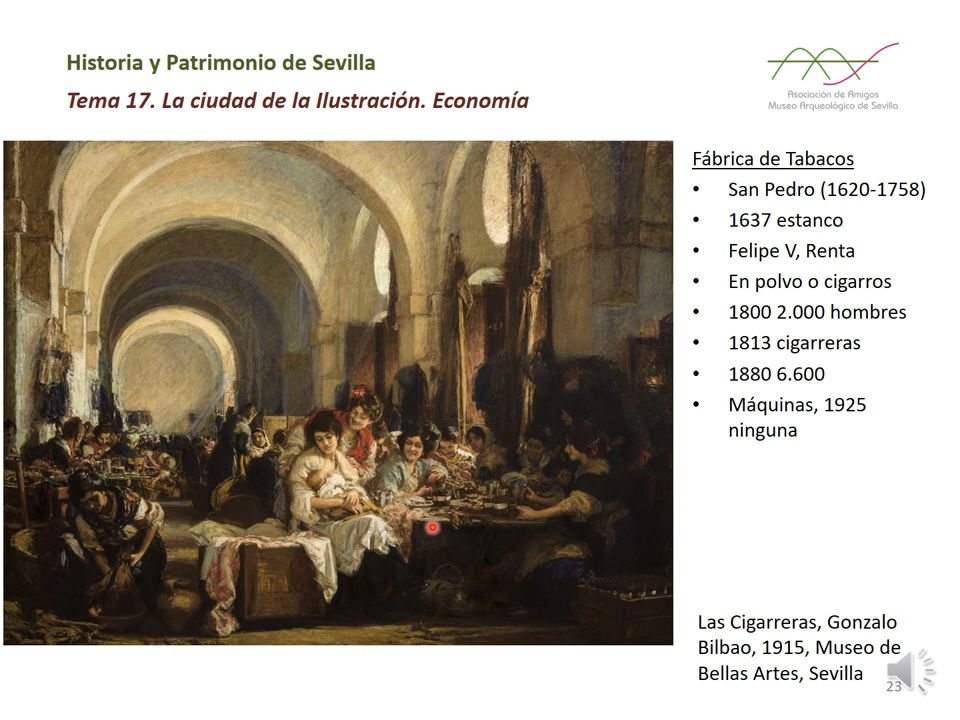 Historia y Patrimonio de Sevilla
Tema 17. La ciudad de la Ilustración. Economía
Asociación de Amigos
Museo Arqueológico de Sevilla
Fábrica de Tabacos
• San Pedro (1620-1758)
• 1637 estanco
• Felipe V, Renta
• En polvo o cigarros
• 1800 2.000 hombres
• 1813 cigarreras
• 1880 6.600
• Máquinas, 1925
ninguna
Las Cigarreras, Gonzalo
Bilbao, 1915, Museo de
Bellas Artes, Sevilla
23